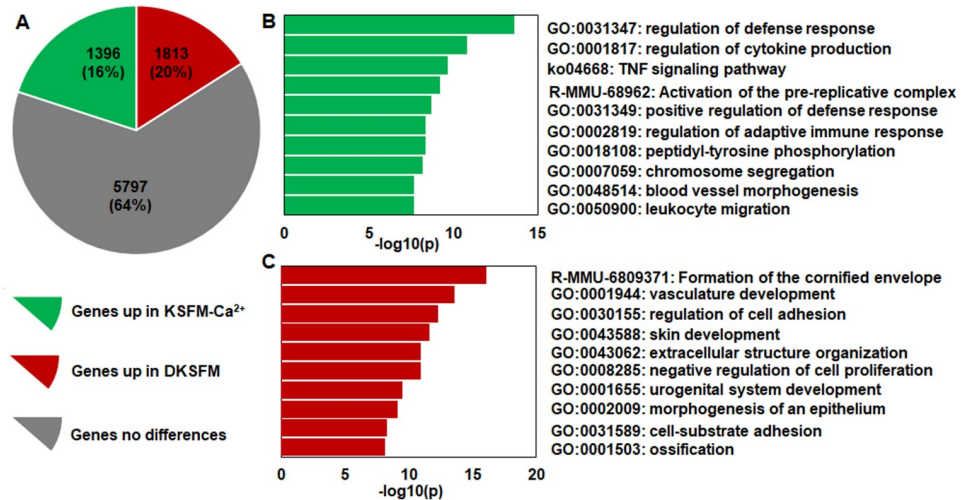 A
1396
(16%)
1813
(20%)
5797
(64%)
Genes up in KSFM-Ca²⁺
Genes up in DKSFM
Genes no differences
B
GO:0031347: regulation of defense response
GO:0001817: regulation of cytokine production
ko04668: TNF signaling pathway
R-MMU-68962: Activation of the pre-replicative complex
GO:0031349: positive regulation of defense response
GO:0002819: regulation of adaptive immune response
GO:0018108: peptidyl-tyrosine phosphorylation
GO:0007059: chromosome segregation
GO:0048514: blood vessel morphogenesis
GO:0050900: leukocyte migration
0 5 10 15
-log10(p)
C
R-MMU-6809371: Formation of the cornified envelope
GO:0001944: vasculature development
GO:0030155: regulation of cell adhesion
GO:0043588: skin development
GO:0043062: extracellular structure organization
GO:0008285: negative regulation of cell proliferation
GO:0001655: urogenital system development
GO:0002009: morphogenesis of an epithelium
GO:0031589: cell-substrate adhesion
GO:0001503: ossification
0 5 10 15 20
-log10(p)